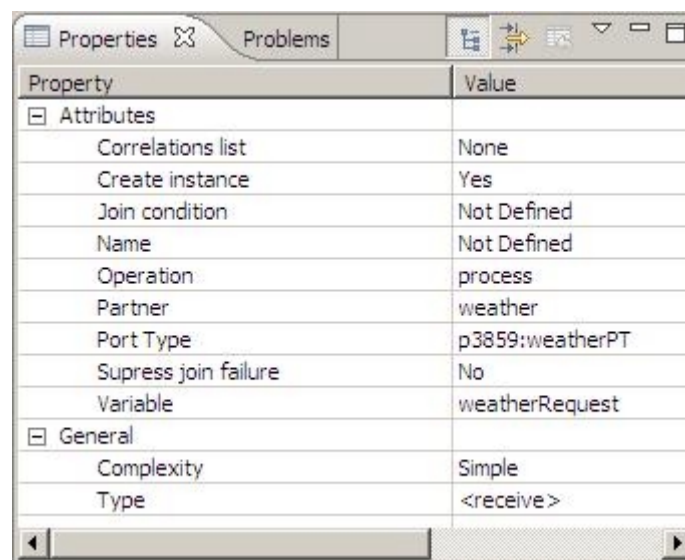 Properties Problems
Property Value
Attributes
Correlations list None
Create instance Yes
Join condition Not Defined
Name Not Defined
Operation process
Partner weather
Port Type p3859:weatherPT
Supress join failure No
Variable weatherRequest
General
Complexity Simple
Type <receive>